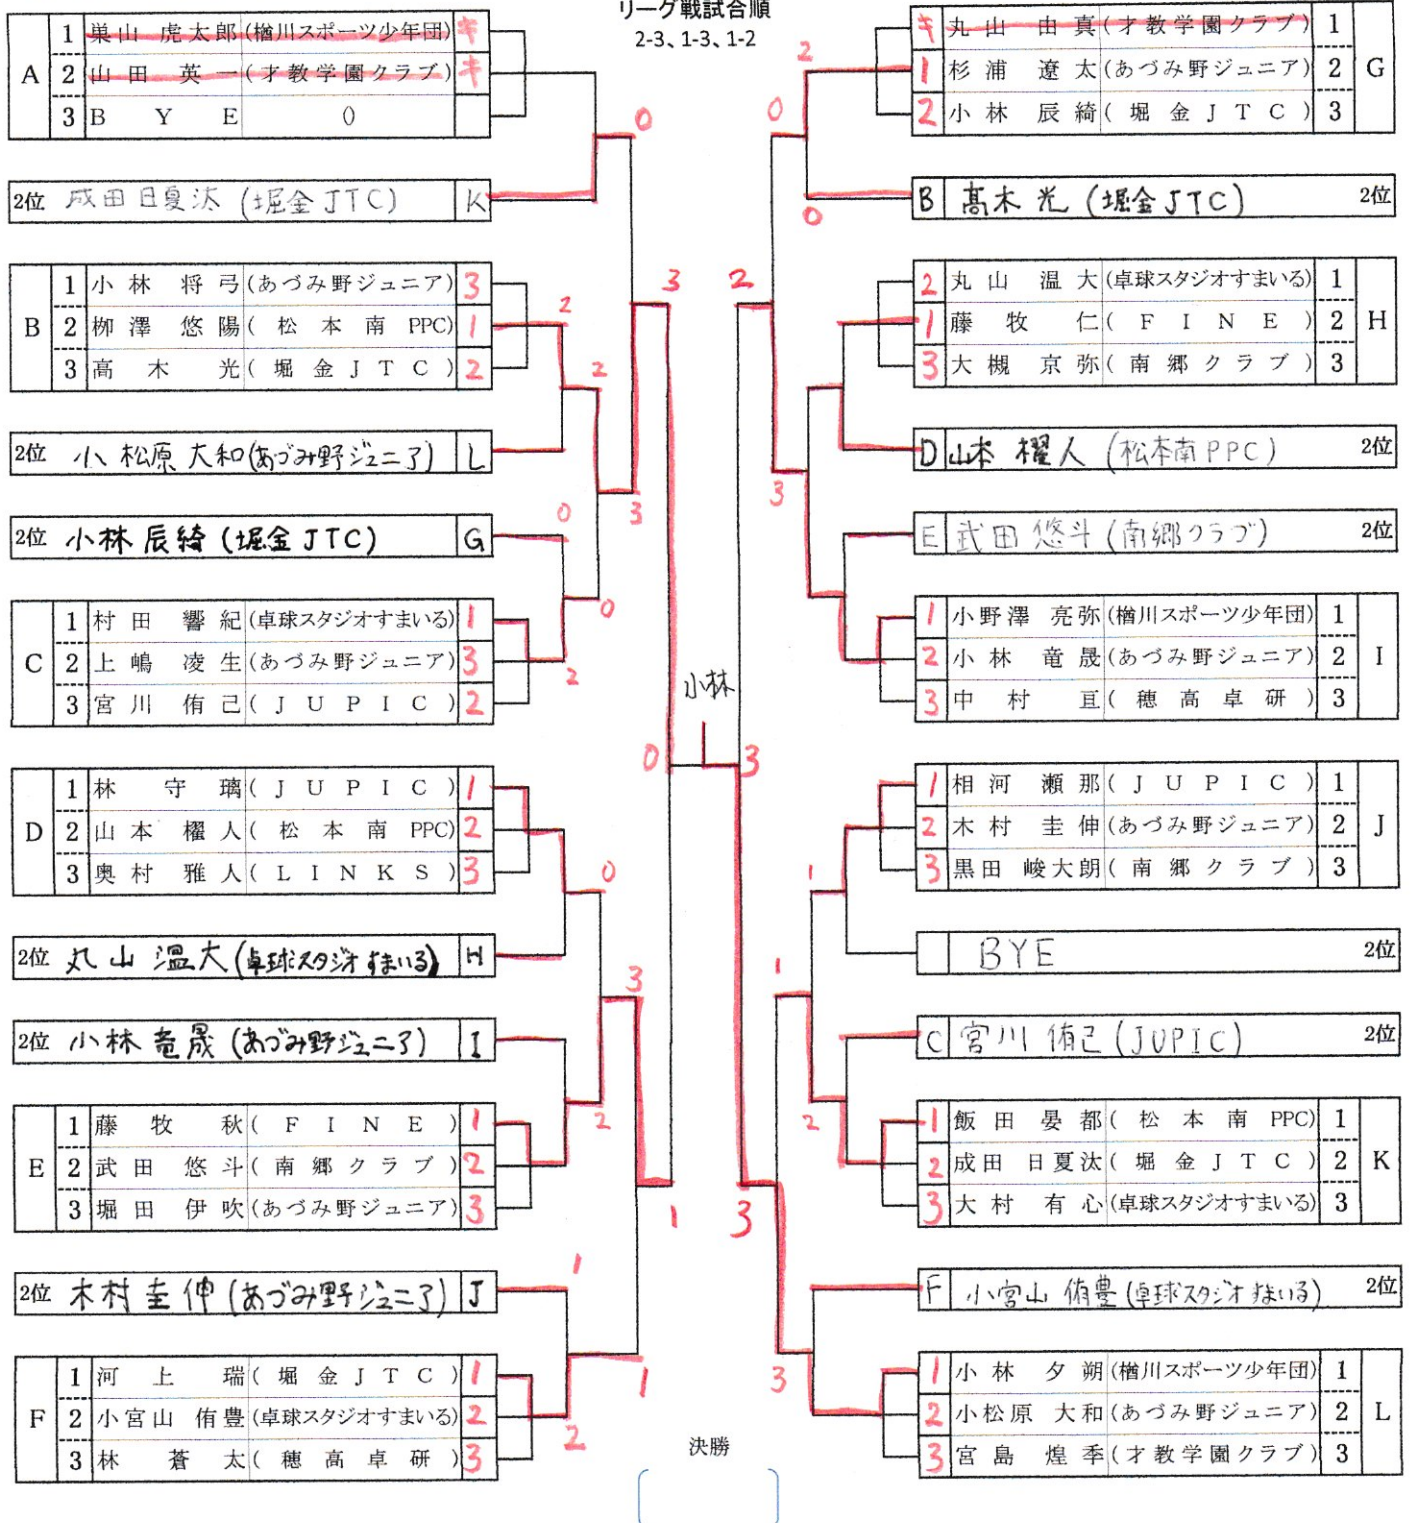 リーグ戦試合順
2-3、1-3、1-2
A
1 巣山 虎太郎 (楢川スポーツ少年団) キ
2 山田 英一 (才教学園クラブ) キ
3 BYE ()
0
2位 成田日夏汰 (堀金JTC) K
B
1 小林 将弓 (あづみ野ジュニア) 3
2 柳澤 悠陽 (松本南PPC) 1
3 高木 光 (堀金JTC) 2
2
2
3
2位 小松原 大和 (あづみ野ジュニア) L
3
2位 小林 辰綺 (堀金JTC) G
0
C
1 村田 響紀 (卓球スタジオすまいる) 1
2 上嶋 凌生 (あづみ野ジュニア) 3
3 宮川 侑己 (JUPIC) 2
0
2
D
1 林 守璃 (JUPIC) 1
2 山本 櫂人 (松本南PPC) 2
3 奥村 雅人 (LINKS) 3
0
2位 丸山 温大 (卓球スタジオすまいる) H
3
2位 小林 竜晟 (あづみ野ジュニア) I
E
1 藤牧 秋 (FINE) 1
2 武田 悠斗 (南郷クラブ) 2
3 堀田 伊吹 (あづみ野ジュニア) 3
2
1
2位 木村 圭伸 (あづみ野ジュニア) J
1
F
1 河上 瑞 (堀金JTC) 1
2 小宮山 侑豊 (卓球スタジオすまいる) 2
3 林 蒼太 (穂高卓研) 3
1
2
小林
0 3
決勝
キ 丸山 由真 (才教学園クラブ) 1
1 杉浦 遼太 (あづみ野ジュニア) 2
2 小林 辰綺 (堀金JTC) 3
G
2
0
B 髙木 光 (堀金JTC) 2位
0
2 丸山 温大 (卓球スタジオすまいる) 1
1 藤牧 仁 (FINE) 2
3 大槻 京弥 (南郷クラブ) 3
H
2
D 山本 櫂人 (松本南PPC) 2位
3
E 武田 悠斗 (南郷クラブ) 2位
1 小野澤 亮弥 (楢川スポーツ少年団) 1
2 小林 竜晟 (あづみ野ジュニア) 2
3 中村 亘 (穂高卓研) 3
I
1 相河 瀬那 (JUPIC) 1
2 木村 圭伸 (あづみ野ジュニア) 2
3 黒田 峻大朗 (南郷クラブ) 3
J
1
BYE 2位
1
C 宮川 侑己 (JUPIC) 2位
1 飯田 晏都 (松本南PPC) 1
2 成田 日夏汰 (堀金JTC) 2
3 大村 有心 (卓球スタジオすまいる) 3
K
2
3
F 小宮山 侑豊 (卓球スタジオすまいる) 2位
1 小林 夕朔 (楢川スポーツ少年団) 1
2 小松原 大和 (あづみ野ジュニア) 2
3 宮島 煌季 (才教学園クラブ) 3
L
3